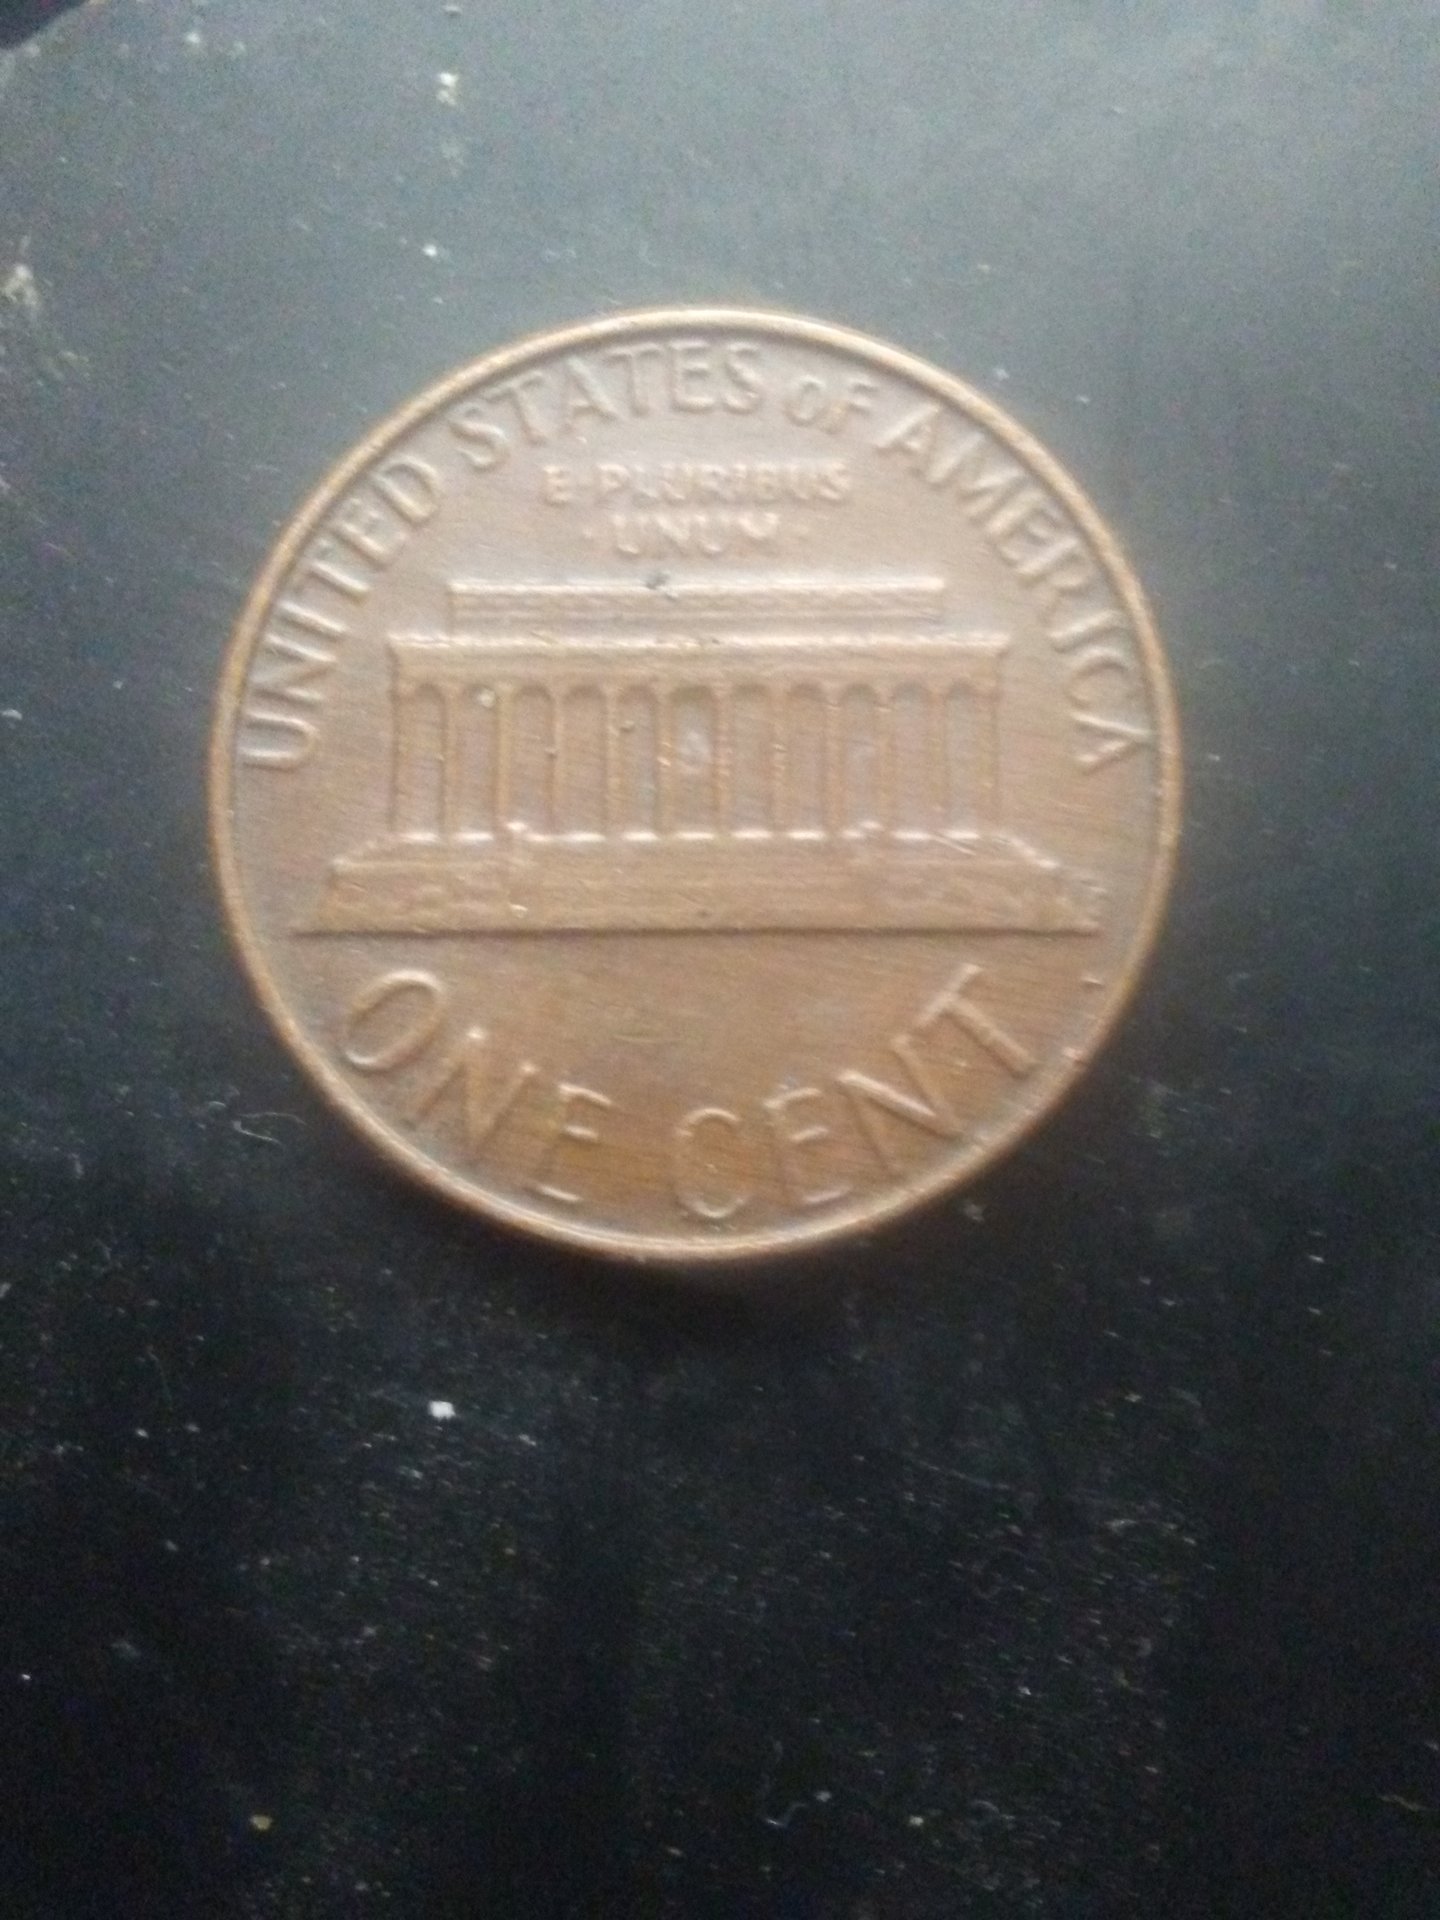 UNITED STATES OF AMERICA
E·PLURIBUS
·UNUM·
ONE CENT